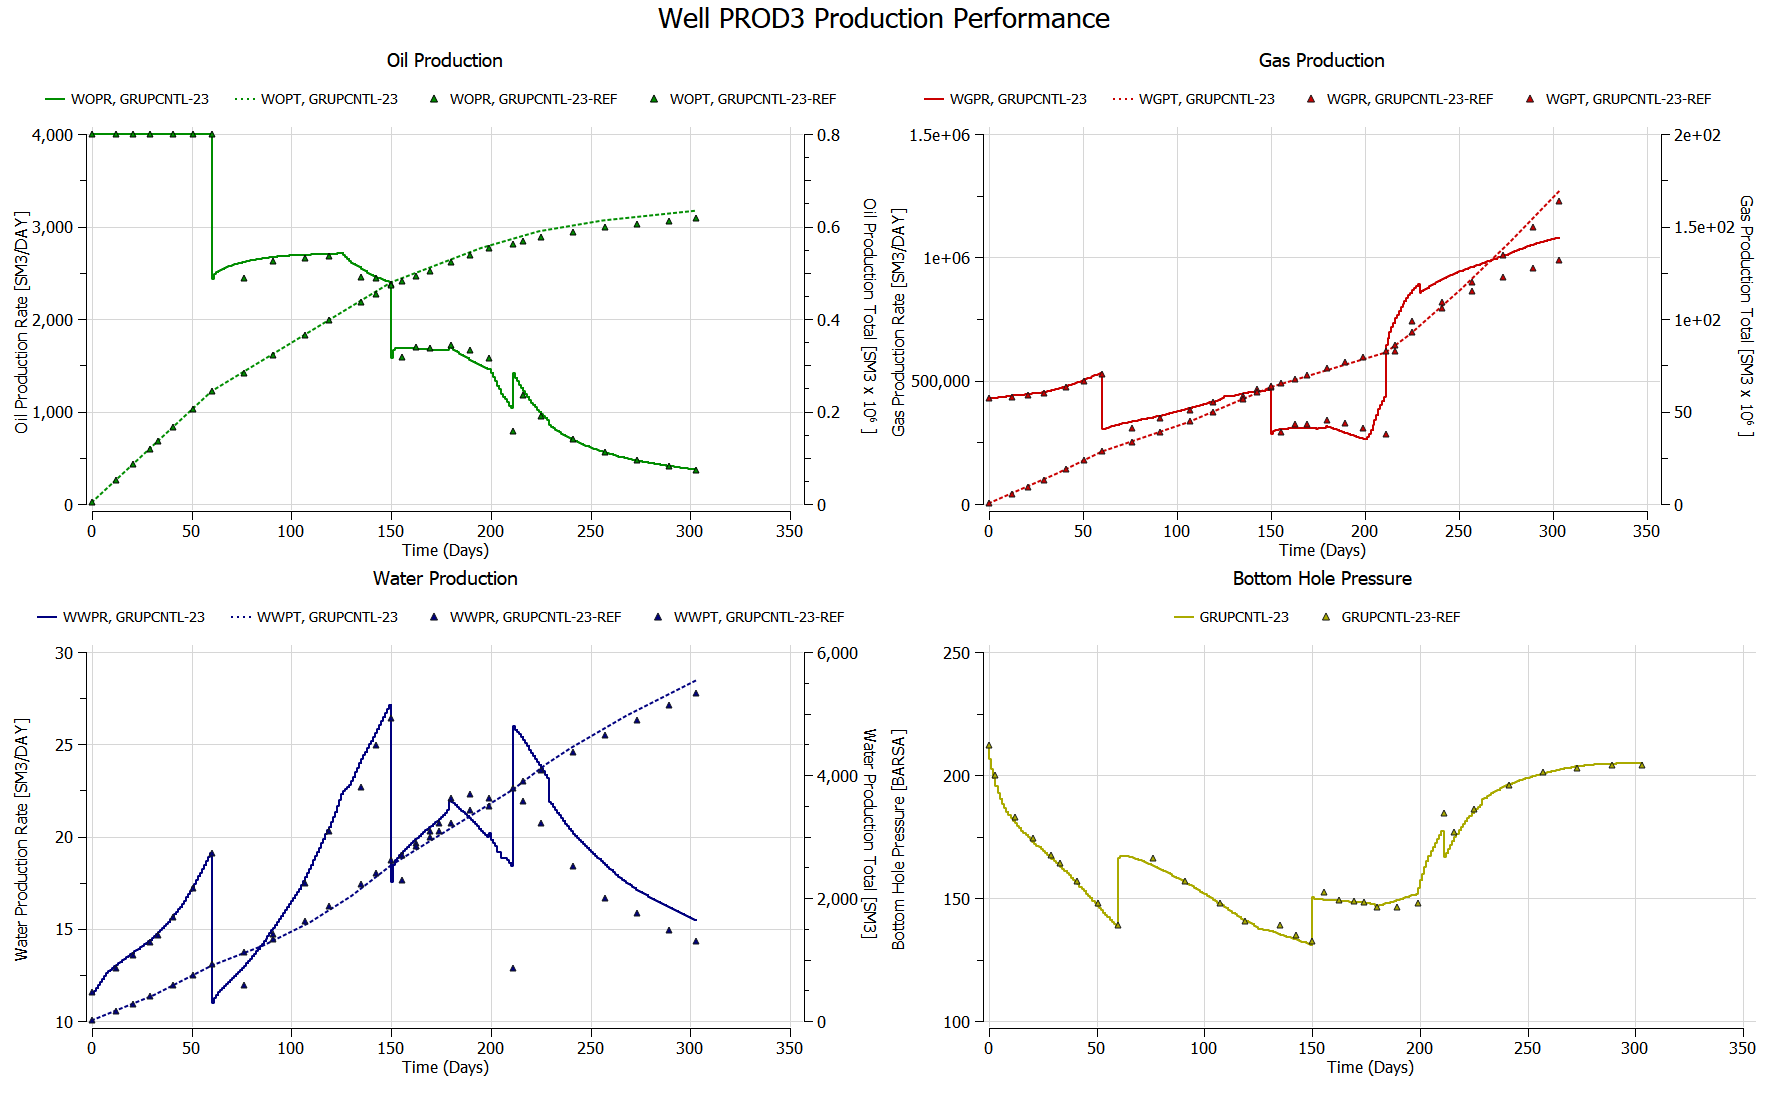 Well PROD3 Production Performance
Oil Production
WOPR, GRUPCNTL-23 WOPT, GRUPCNTL-23 WOPR, GRUPCNTL-23-REF WOPT, GRUPCNTL-23-REF
4,000
3,000
2,000
1,000
0
Oil Production Rate [SM3/DAY]
0.8
0.6
0.4
0.2
0
Oil Production Total [SM3 x 10⁶ ]
0 50 100 150 200 250 300 350
Time (Days)
Gas Production
WGPR, GRUPCNTL-23 WGPT, GRUPCNTL-23 WGPR, GRUPCNTL-23-REF WGPT, GRUPCNTL-23-REF
1.5e+06
1e+06
500,000
0
Gas Production Rate [SM3/DAY]
2e+02
1.5e+02
1e+02
50
0
Gas Production Total [SM3 x 10⁶ ]
0 50 100 150 200 250 300 350
Time (Days)
Water Production
WWPR, GRUPCNTL-23 WWPT, GRUPCNTL-23 WWPR, GRUPCNTL-23-REF WWPT, GRUPCNTL-23-REF
30
25
20
15
10
Water Production Rate [SM3/DAY]
6,000
4,000
2,000
0
Water Production Total [SM3]
0 50 100 150 200 250 300 350
Time (Days)
Bottom Hole Pressure
GRUPCNTL-23 GRUPCNTL-23-REF
250
200
150
100
Bottom Hole Pressure [BARSA]
0 50 100 150 200 250 300 350
Time (Days)